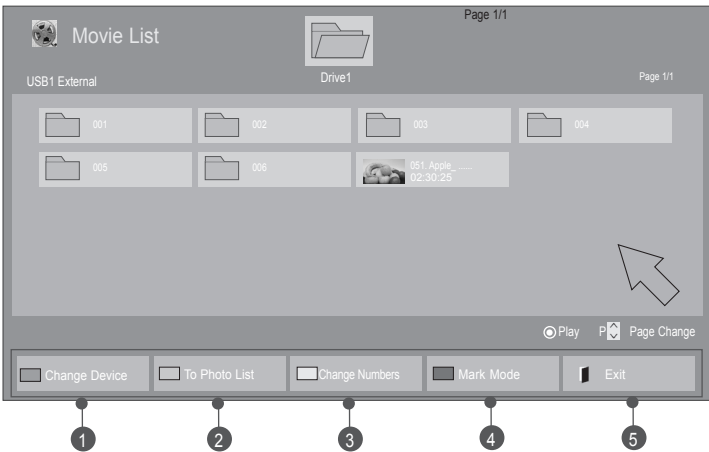 Page 1/1
Movie List
Drive1
USB1 External
Page 1/1
001
002
003
004
005
006
051. Apple_ ......
02:30:25
Play
P Page Change
Change Device
To Photo List
Change Numbers
Mark Mode
Exit
1
2
3
4
5